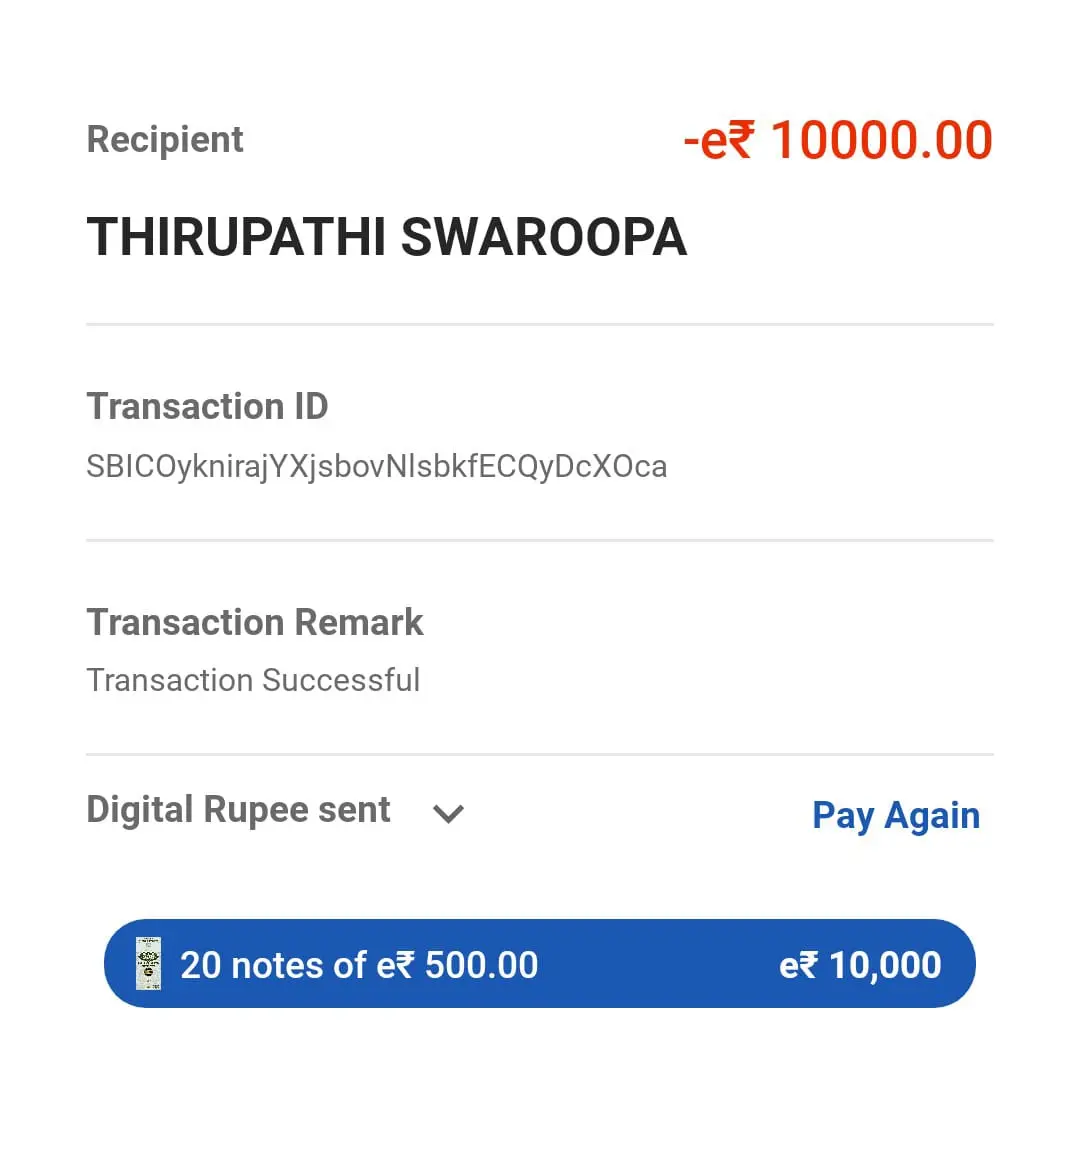 Recipient
-e₹ 10000.00
THIRUPATHI SWAROOPA
Transaction ID
SBICOyknirajYXjsbovNlsbkfECQyDcXOca
Transaction Remark
Transaction Successful
Digital Rupee sent
Pay Again
20 notes of e₹ 500.00
e₹ 10,000